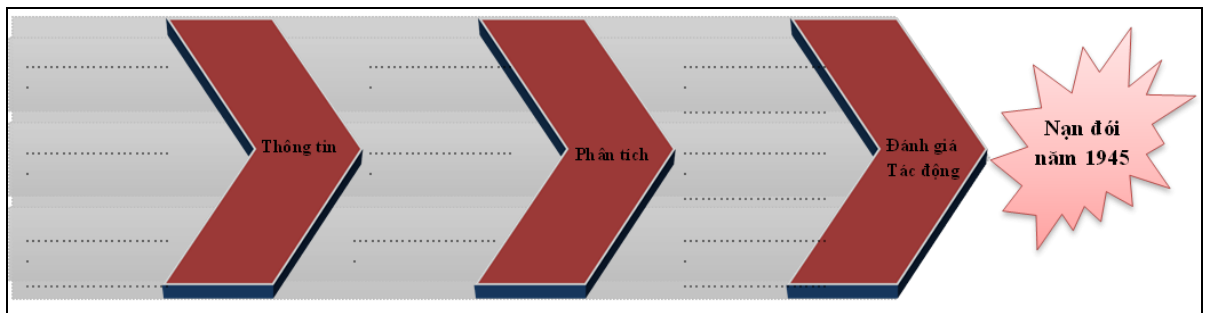 Thông tin
Phân tích
Đánh giá
Tác động
Nạn đói
năm 1945